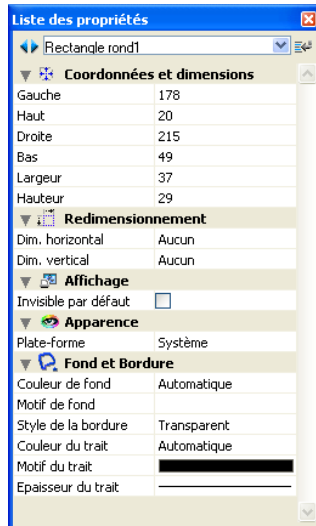 Liste des propriétés
Rectangle rond1
Coordonnées et dimensions
Gauche 178
Haut 20
Droite 215
Bas 49
Largeur 37
Hauteur 29
Redimensionnement
Dim. horizontal Aucun
Dim. vertical Aucun
Affichage
Invisible par défaut
Apparence
Plate-forme Système
Fond et Bordure
Couleur de fond Automatique
Motif de fond
Style de la bordure Transparent
Couleur du trait Automatique
Motif du trait
Epaisseur du trait